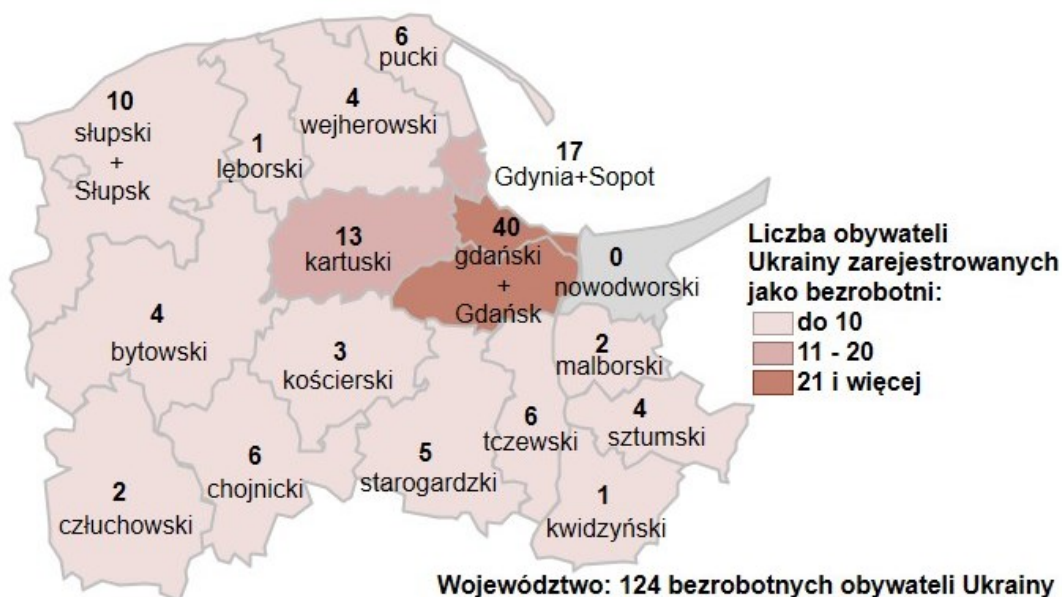 6
pucki
10
słupski
+
Słupsk
4
wejherowski
1
lęborski
17
Gdynia+Sopot
13
kartuski
40
gdański
+
Gdańsk
0
nowodworski
Liczba obywateli
Ukrainy zarejestrowanych
jako bezrobotni:
do 10
11 - 20
21 i więcej
4
bytowski
3
kościerski
2
malborski
4
sztumski
6
tczewski
5
starogardzki
6
chojnicki
2
człuchowski
1
kwidzyński
Województwo: 124 bezrobotnych obywateli Ukrainy